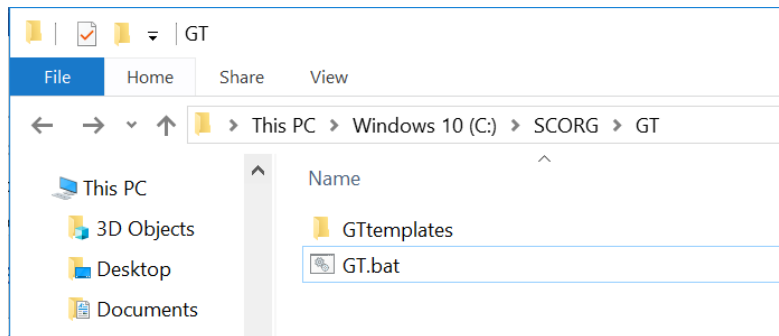 GT
File Home Share View
This PC > Windows 10 (C:) > SCORG > GT
This PC
3D Objects
Desktop
Documents
Name
GTtemplates
GT.bat